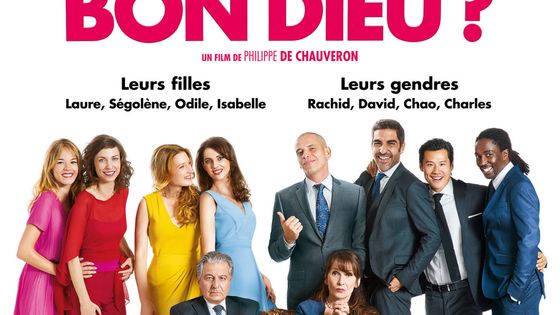 BON DIEU ?
UN FILM DE PHILIPPE DE CHAUVERON
Leurs filles
Laure, Ségolène, Odile, Isabelle
Leurs gendres
Rachid, David, Chao, Charles